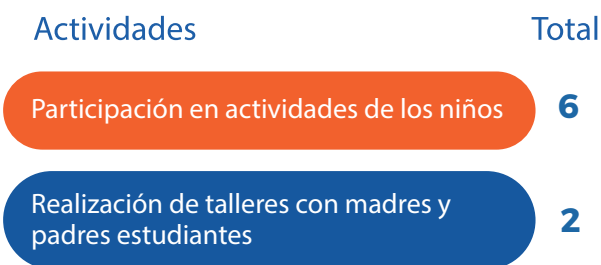 Actividades Total
Participación en actividades de los niños 6
Realización de talleres con madres y
padres estudiantes 2